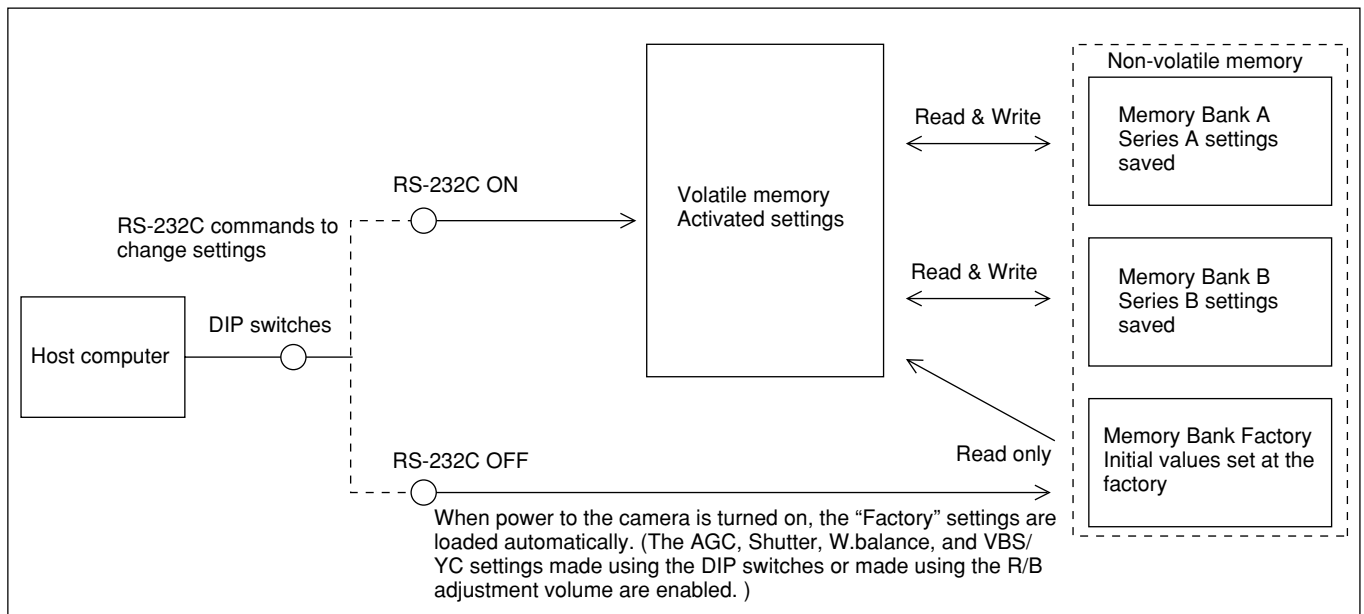 Non-volatile memory
Memory Bank A
Series A settings
saved
Read & Write
RS-232C ON
Volatile memory
Activated settings
RS-232C commands to
change settings
Read & Write
Memory Bank B
Series B settings
saved
DIP switches
Host computer
Memory Bank Factory
Initial values set at the
factory
Read only
RS-232C OFF
When power to the camera is turned on, the “Factory” settings are
loaded automatically. (The AGC, Shutter, W.balance, and VBS/
YC settings made using the DIP switches or made using the R/B
adjustment volume are enabled. )